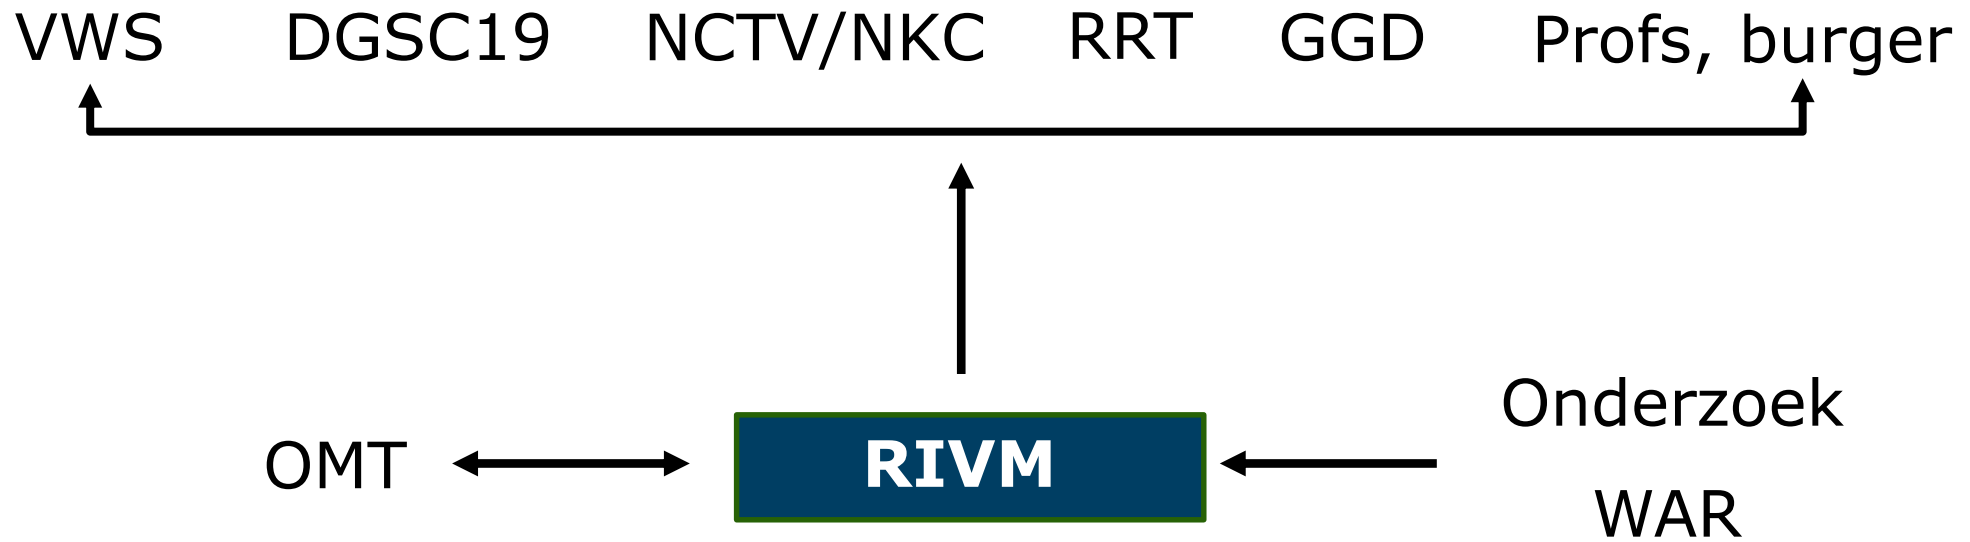 VWS DGSC19 NCTV/NKC RRT GGD Profs, burger
Onderzoek
OMT RIVM
WAR